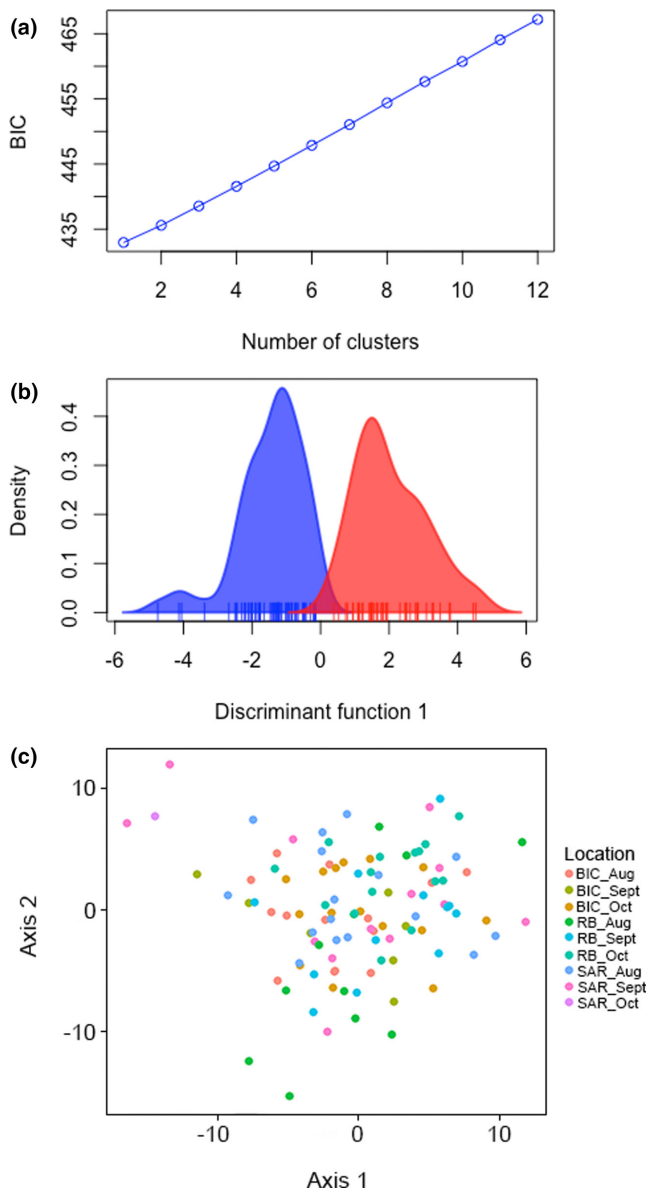 (a)
465
455
445
435
BIC
2 4 6 8 10 12
Number of clusters
(b)
0.4
0.3
0.2
0.1
0.0
Density
-6 -4 -2 0 2 4 6
Discriminant function 1
(c)
10
0
-10
Axis 2
-10 0 10
Axis 1
Location
BIC_Aug
BIC_Sept
BIC_Oct
RB_Aug
RB_Sept
RB_Oct
SAR_Aug
SAR_Sept
SAR_Oct